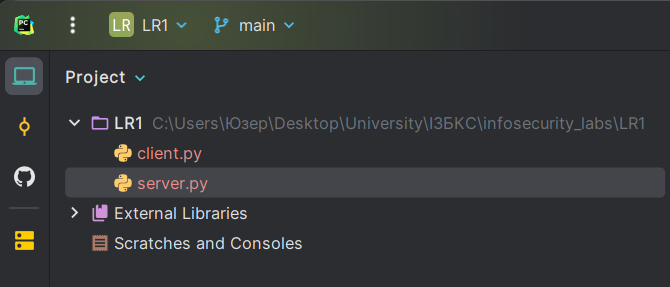 PC LR LR1 main
Project
LR1 C:\Users\Юзер\Desktop\University\ІЗБКС\infosecurity_labs\LR1
client.py
server.py
External Libraries
Scratches and Consoles